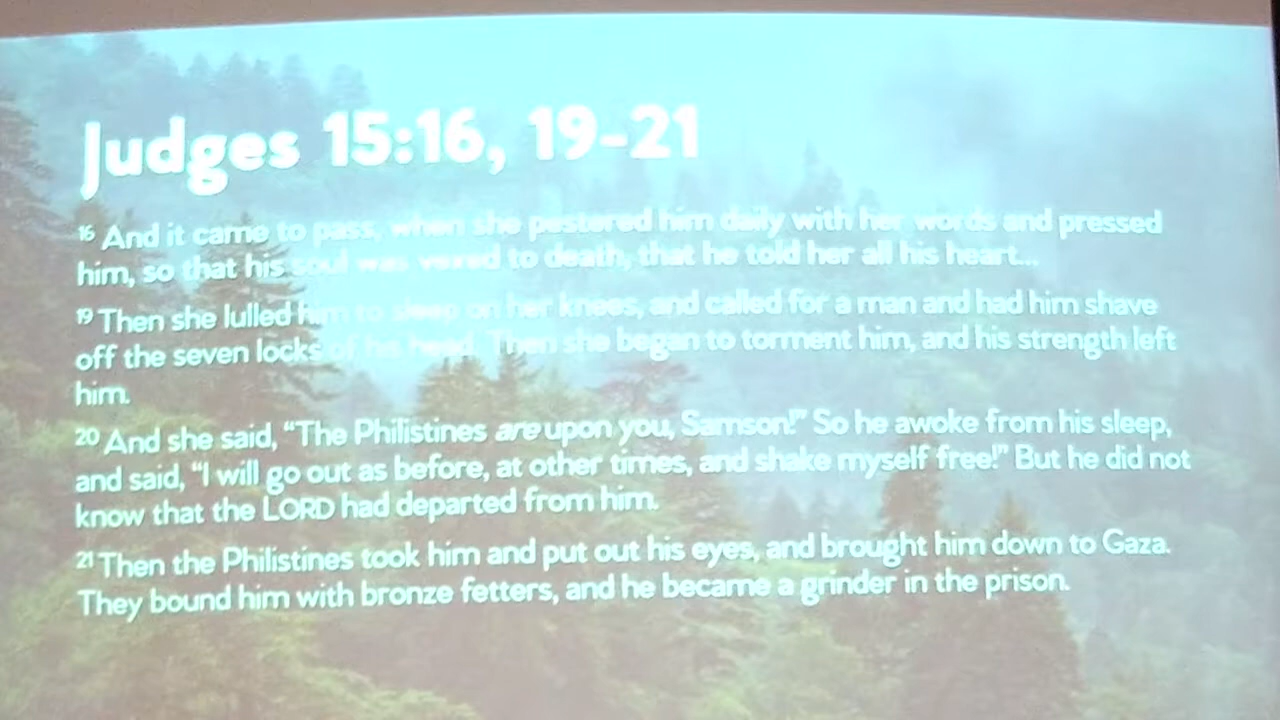 Judges 15:16, 19-21
16 And it came to pass, when she pestered him daily with her words and pressed
him, so that his soul was vexed to death, that he told her all his heart...
19 Then she lulled him to sleep on her knees, and called for a man and had him shave
off the seven locks of his head. Then she began to torment him, and his strength left
him.
20 And she said, “The Philistines are upon you, Samson!” So he awoke from his sleep,
and said, “I will go out as before, at other times, and shake myself free!” But he did not
know that the LORD had departed from him.
21 Then the Philistines took him and put out his eyes, and brought him down to Gaza.
They bound him with bronze fetters, and he became a grinder in the prison.